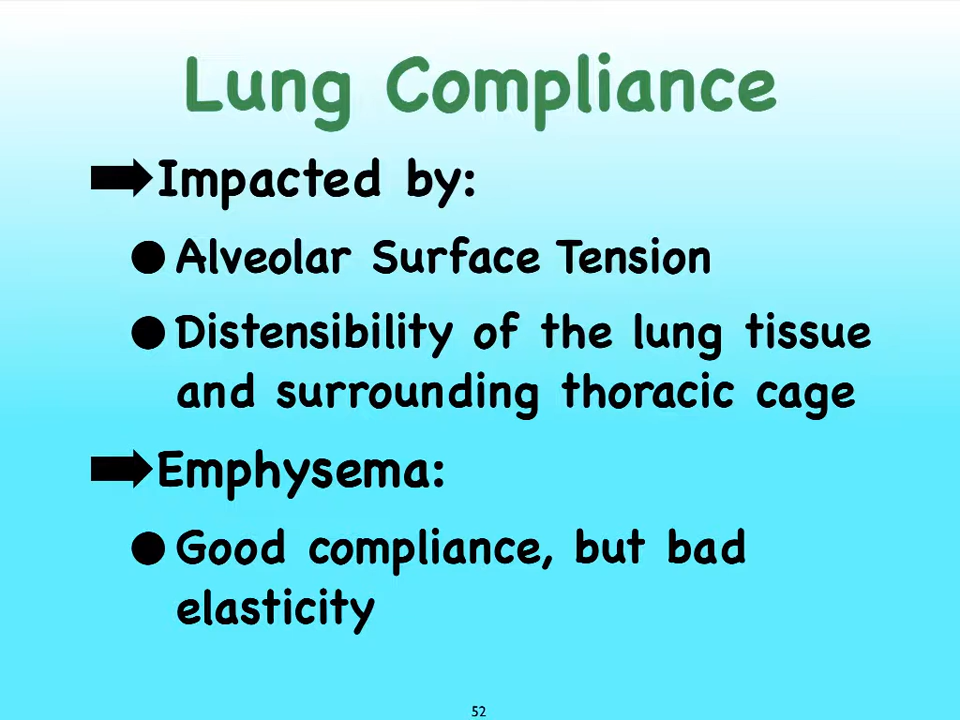 Lung Compliance
Impacted by:
Alveolar Surface Tension
Distensibility of the lung tissue
and surrounding thoracic cage
Emphysema:
Good compliance, but bad
elasticity
52